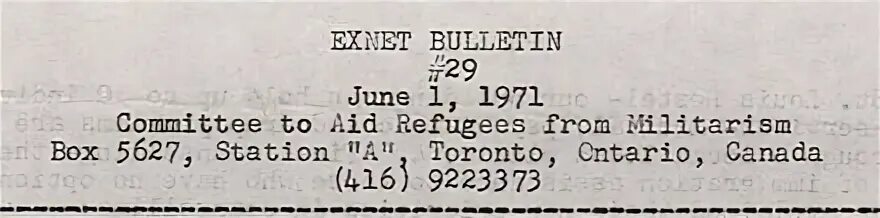 EXNET BULLETIN
#29
June 1, 1971
Committee to Aid Refugees from Militarism
Box 5627, Station "A", Toronto, Ontario, Canada
(416) 9223373